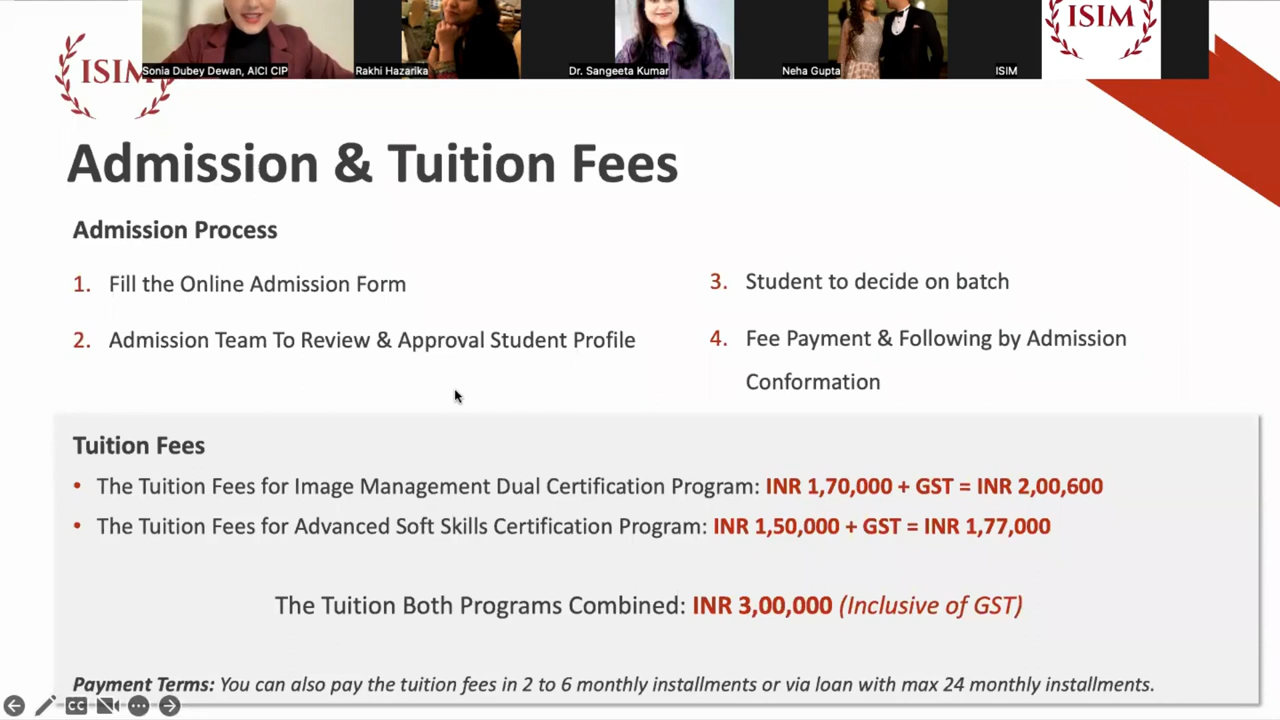 ISIM
Sonia Dubey Dewan, AICI CIP
Rakhi Hazarika
Dr. Sangeeta Kumar
Neha Gupta
ISIM
ISIM
Admission & Tuition Fees
Admission Process
1. Fill the Online Admission Form
2. Admission Team To Review & Approval Student Profile
3. Student to decide on batch
4. Fee Payment & Following by Admission
Conformation
Tuition Fees
• The Tuition Fees for Image Management Dual Certification Program: INR 1,70,000 + GST = INR 2,00,600
• The Tuition Fees for Advanced Soft Skills Certification Program: INR 1,50,000 + GST = INR 1,77,000
The Tuition Both Programs Combined: INR 3,00,000 (Inclusive of GST)
Payment Terms: You can also pay the tuition fees in 2 to 6 monthly installments or via loan with max 24 monthly installments.
CC